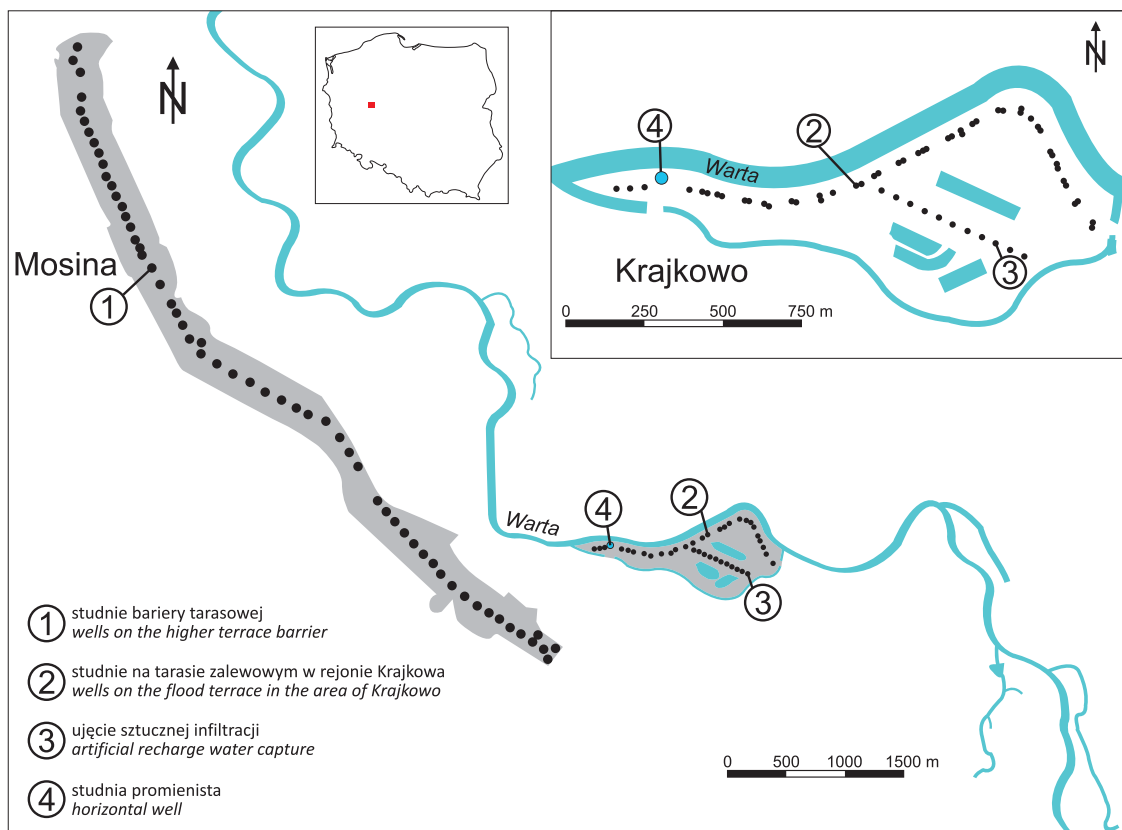 N
N
4
2
Warta
Mosina
1
Krajkowo
3
0 250 500 750 m
Warta
4
2
3
1 studnie bariery tarasowej
wells on the higher terrace barrier
2 studnie na tarasie zalewowym w rejonie Krajkowa
wells on the flood terrace in the area of Krajkowo
3 ujęcie sztucznej infiltracji
artificial recharge water capture
4 studnia promienista
horizontal well
0 500 1000 1500 m